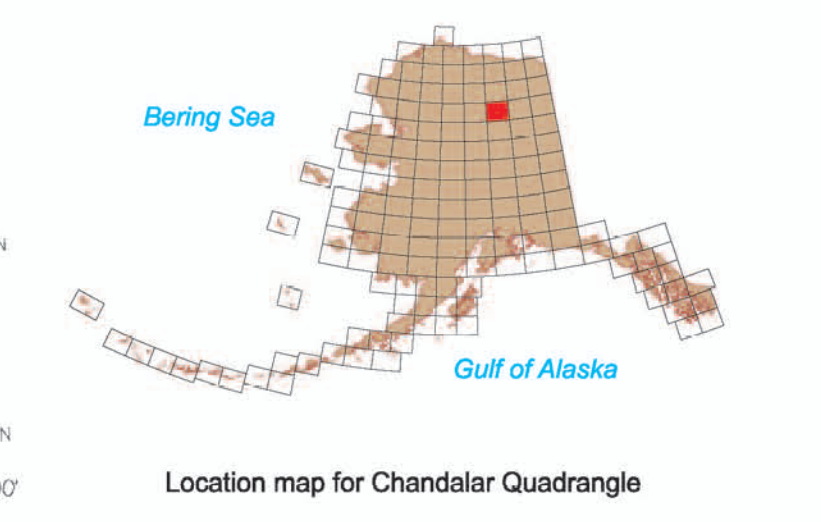 Bering Sea
N
Gulf of Alaska
N
00'
Location map for Chandalar Quadrangle